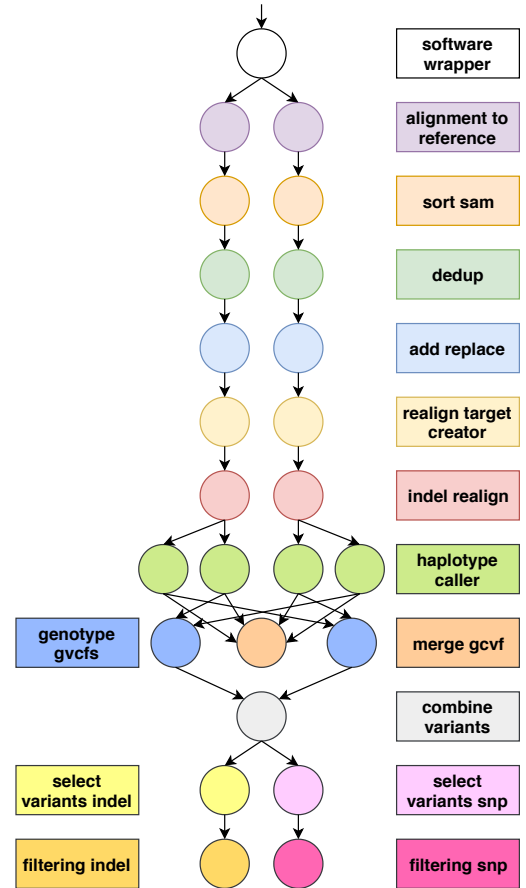 software
wrapper
alignment to
reference
sort sam
dedup
add replace
realign target
creator
indel realign
haplotype
caller
genotype
gvcfs
merge gcvf
combine
variants
select
variants indel
select
variants snp
filtering indel
filtering snp